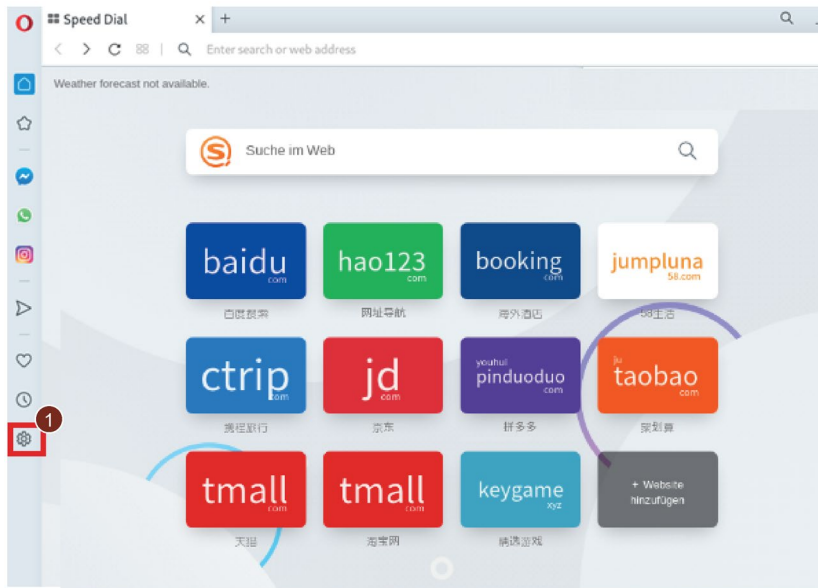 Speed Dial
Enter search or web address
Weather forecast not available.
Suche im Web
baidu
com
百度搜索
hao123
com
网址导航
booking
com
海外酒店
jumpluna
58.com
58生活
ctrip
com
携程旅行
jd
com
京东
youhui
pinduoduo
com
拼多多
ju
taobao
com
聚划算
1
tmall
com
天猫
tmall
com
淘宝网
keygame
xyz
精选游戏
+ Website
hinzufügen